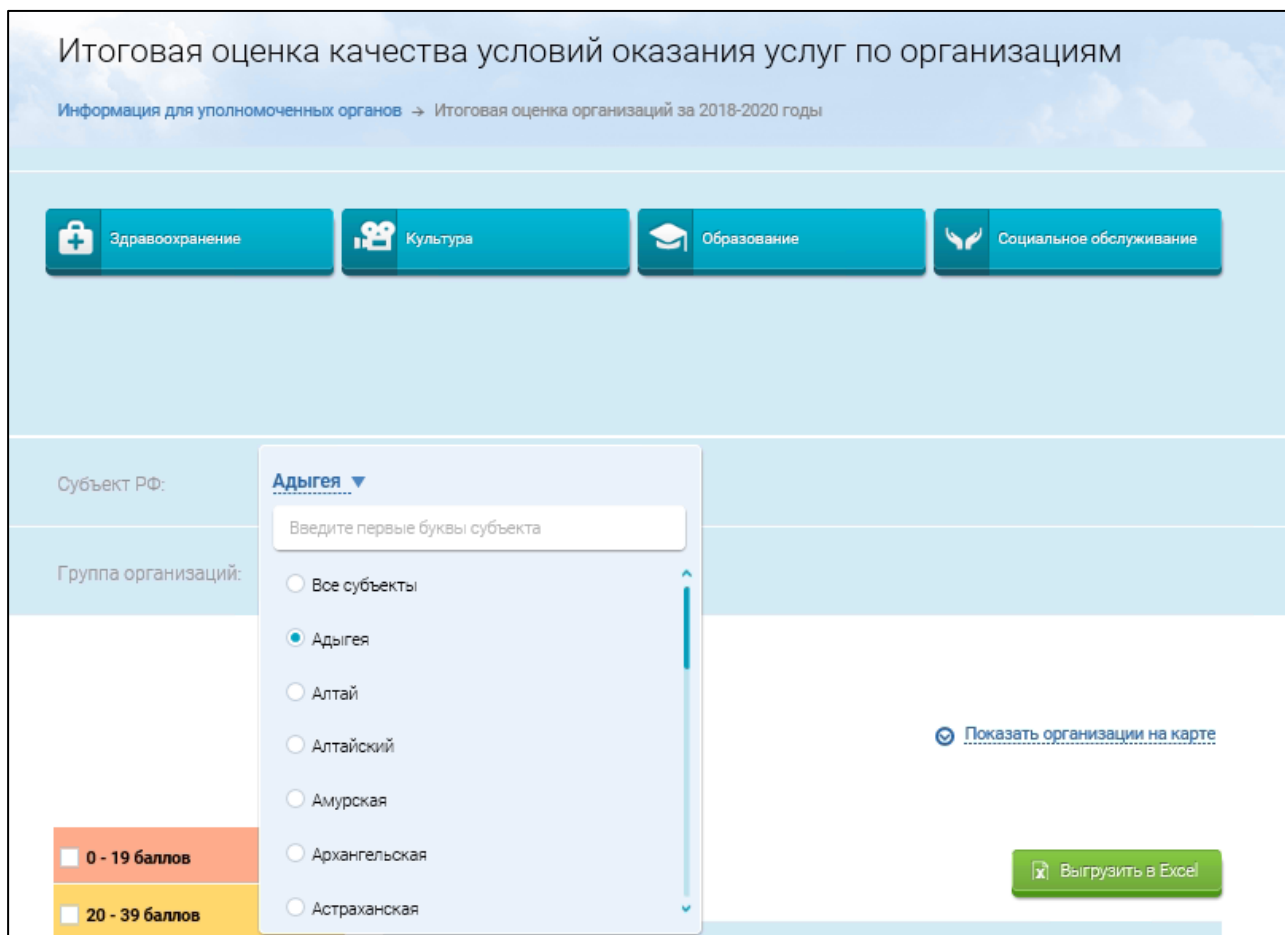 Итоговая оценка качества условий оказания услуг по организациям
Информация для уполномоченных органов → Итоговая оценка организаций за 2018-2020 годы
Здравоохранение
Культура
Образование
Социальное обслуживание
Субъект РФ:
Адыгея
Введите первые буквы субъекта
Группа организаций:
Все субъекты
Адыгея
Алтай
Алтайский
Амурская
Архангельская
Астраханская
Показать организации на карте
0 - 19 баллов
Выгрузить в Excel
20 - 39 баллов